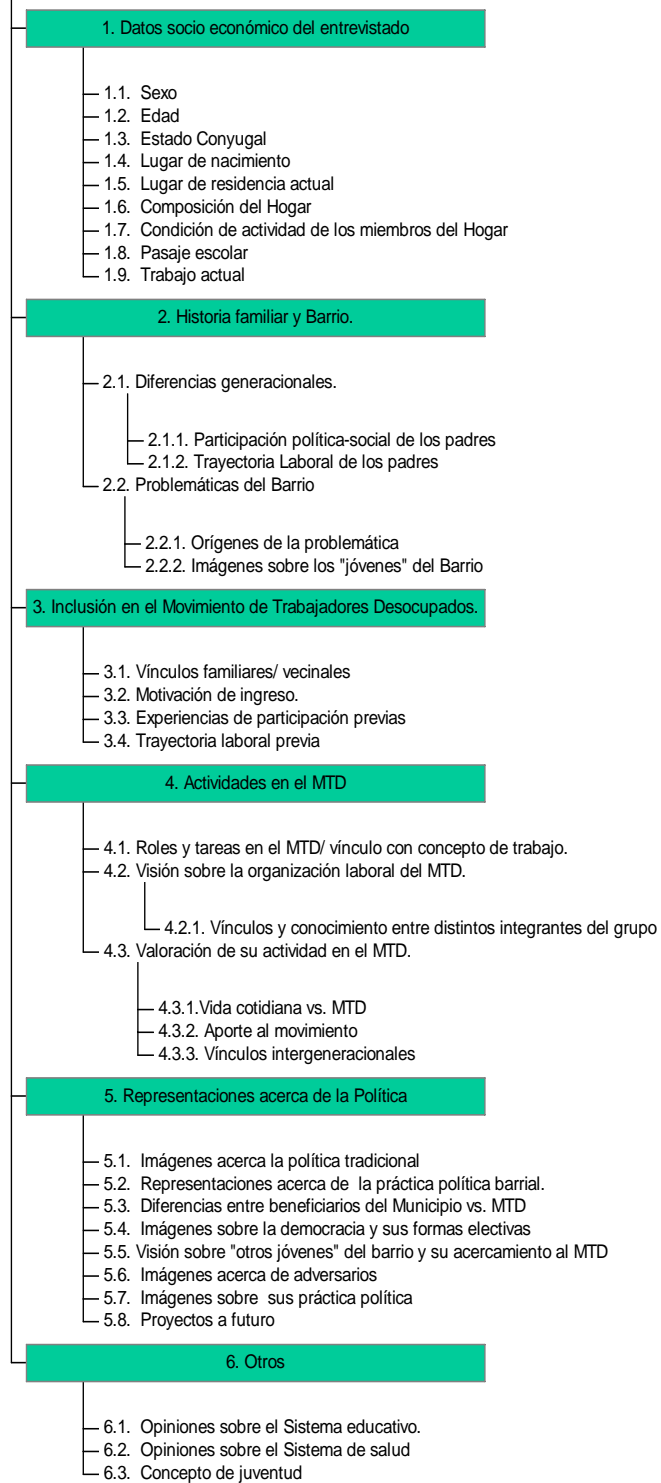 1. Datos socio económico del entrevistado
1.1. Sexo
1.2. Edad
1.3. Estado Conyugal
1.4. Lugar de nacimiento
1.5. Lugar de residencia actual
1.6. Composición del Hogar
1.7. Condición de actividad de los miembros del Hogar
1.8. Pasaje escolar
1.9. Trabajo actual
2. Historia familiar y Barrio.
2.1. Diferencias generacionales.
2.1.1. Participación política-social de los padres
2.1.2. Trayectoria Laboral de los padres
2.2. Problemáticas del Barrio
2.2.1. Orígenes de la problemática
2.2.2. Imágenes sobre los "jóvenes" del Barrio
3. Inclusión en el Movimiento de Trabajadores Desocupados.
3.1. Vínculos familiares/ vecinales
3.2. Motivación de ingreso.
3.3. Experiencias de participación previas
3.4. Trayectoria laboral previa
4. Actividades en el MTD
4.1. Roles y tareas en el MTD/ vínculo con concepto de trabajo.
4.2. Visión sobre la organización laboral del MTD.
4.2.1. Vínculos y conocimiento entre distintos integrantes del grupo
4.3. Valoración de su actividad en el MTD.
4.3.1.Vida cotidiana vs. MTD
4.3.2. Aporte al movimiento
4.3.3. Vínculos intergeneracionales
5. Representaciones acerca de la Política
5.1. Imágenes acerca la política tradicional
5.2. Representaciones acerca de la práctica política barrial.
5.3. Diferencias entre beneficiarios del Municipio vs. MTD
5.4. Imágenes sobre la democracia y sus formas electivas
5.5. Visión sobre "otros jóvenes" del barrio y su acercamiento al MTD
5.6. Imágenes acerca de adversarios
5.7. Imágenes sobre sus práctica política
5.8. Proyectos a futuro
6. Otros
6.1. Opiniones sobre el Sistema educativo.
6.2. Opiniones sobre el Sistema de salud
6.3. Concepto de juventud